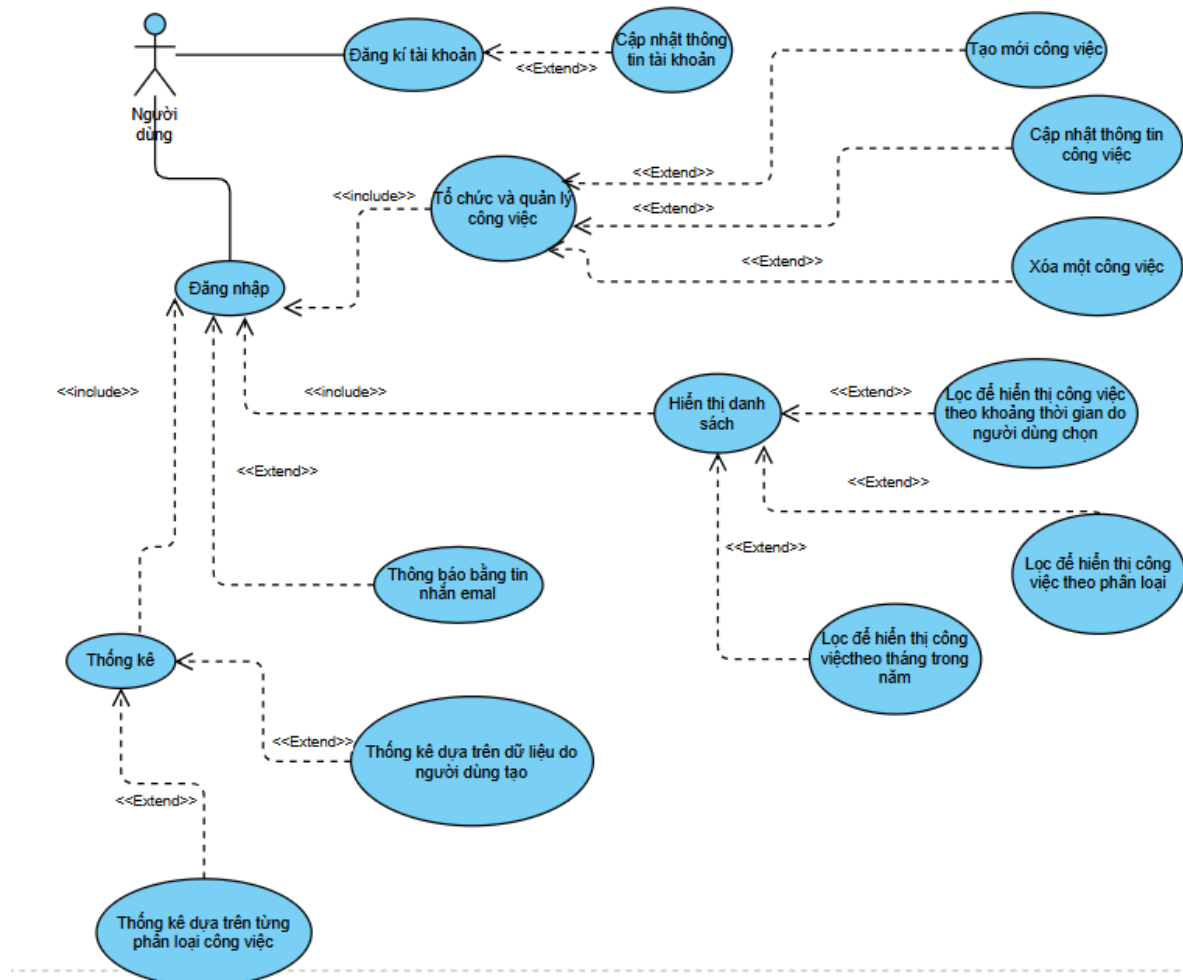 Đăng kí tài khoản
<<Extend>>
Cập nhật thông
tin tài khoản
Tạo mới công việc
Người
dùng
Cập nhật thông tin
công việc
<<Extend>>
<<include>>
Tổ chức và quản lý
công việc
<<Extend>>
<<Extend>>
Xóa một công việc
Đăng nhập
<<include>>
<<include>>
Hiển thị danh
sách
<<Extend>>
Lọc để hiển thị công việc
theo khoảng thời gian do
người dùng chọn
<<Extend>>
<<Extend>>
<<Extend>>
Lọc để hiển thị công
việc theo phân loại
Thông báo bằng tin
nhắn emal
Lọc để hiển thị công
việctheo tháng trong
năm
Thống kê
<<Extend>>
Thống kê dựa trên dữ liệu do
người dùng tạo
<<Extend>>
Thống kê dựa trên từng
phân loại công việc